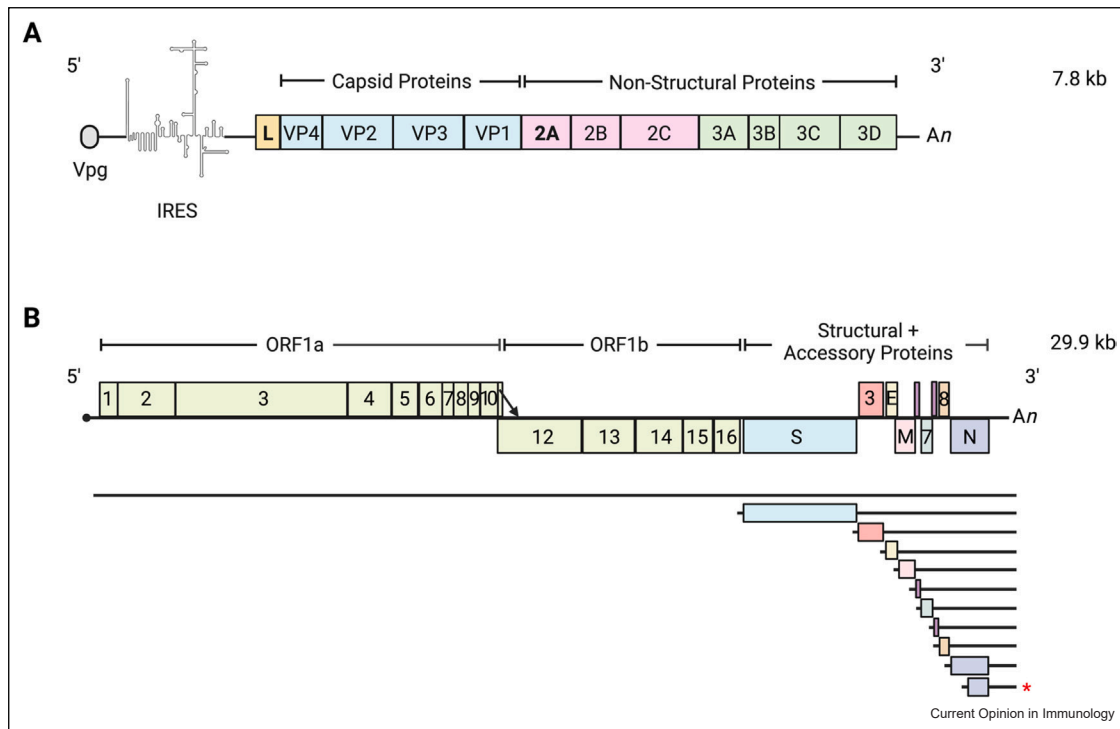 A
5'
Capsid Proteins
Non-Structural Proteins
3'
7.8 kb
L VP4 VP2 VP3 VP1 2A 2B 2C 3A 3B 3C 3D
An
Vpg
IRES
B
ORF1a
ORF1b
Structural +
Accessory Proteins
29.9 kb
5'
3'
1 2 3 4 5 6 7 8 9 10
3 E 8
An
12 13 14 15 16 S M 7 N
*
Current Opinion in Immunology